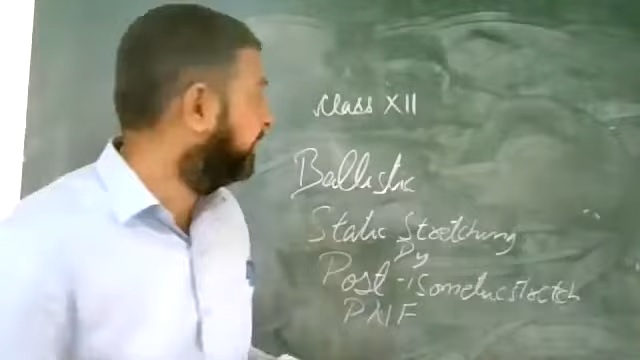 Class XII
Ballistic
Static Stretching
Dy
Post-isometric stretch
PNF